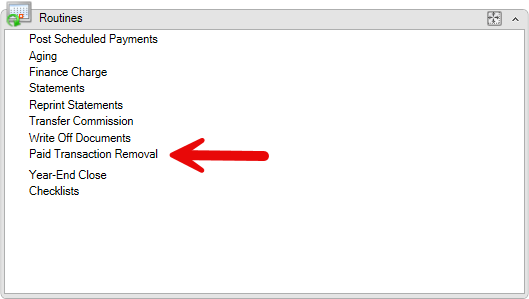 Routines
Post Scheduled Payments
Aging
Finance Charge
Statements
Reprint Statements
Transfer Commission
Write Off Documents
Paid Transaction Removal
Year-End Close
Checklists